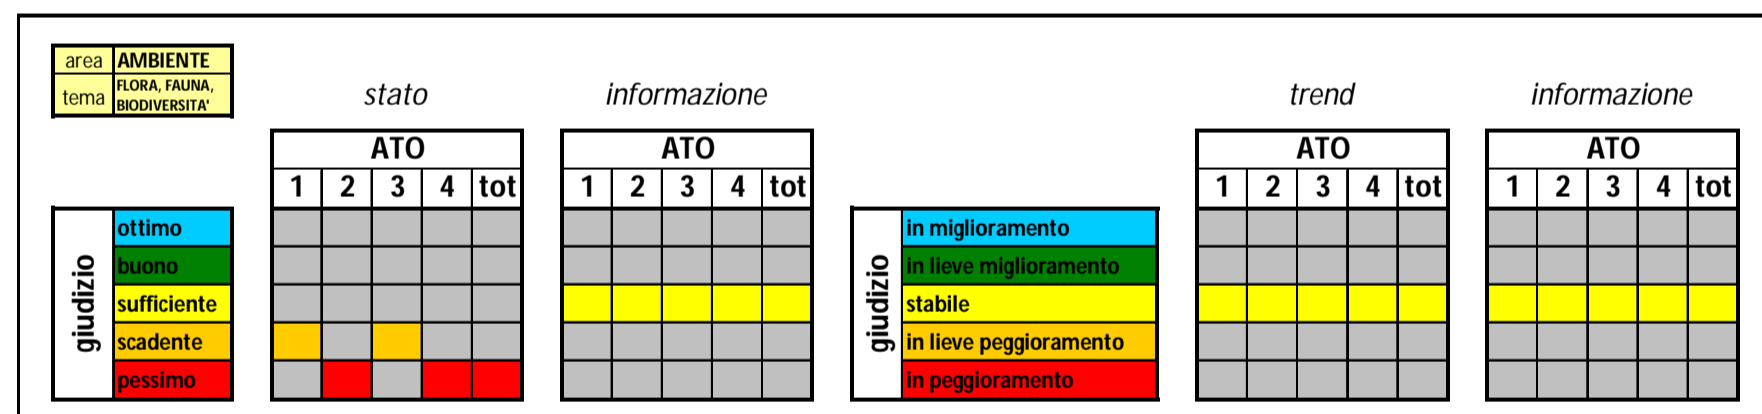 area AMBIENTE
tema FLORA, FAUNA,
BIODIVERSITA'
stato informazione trend informazione
ATO ATO ATO ATO
1 2 3 4 tot 1 2 3 4 tot 1 2 3 4 tot 1 2 3 4 tot
giudizio
ottimo
buono
sufficiente
scadente
pessimo
giudizio
in miglioramento
in lieve miglioramento
stabile
in lieve peggioramento
in peggioramento